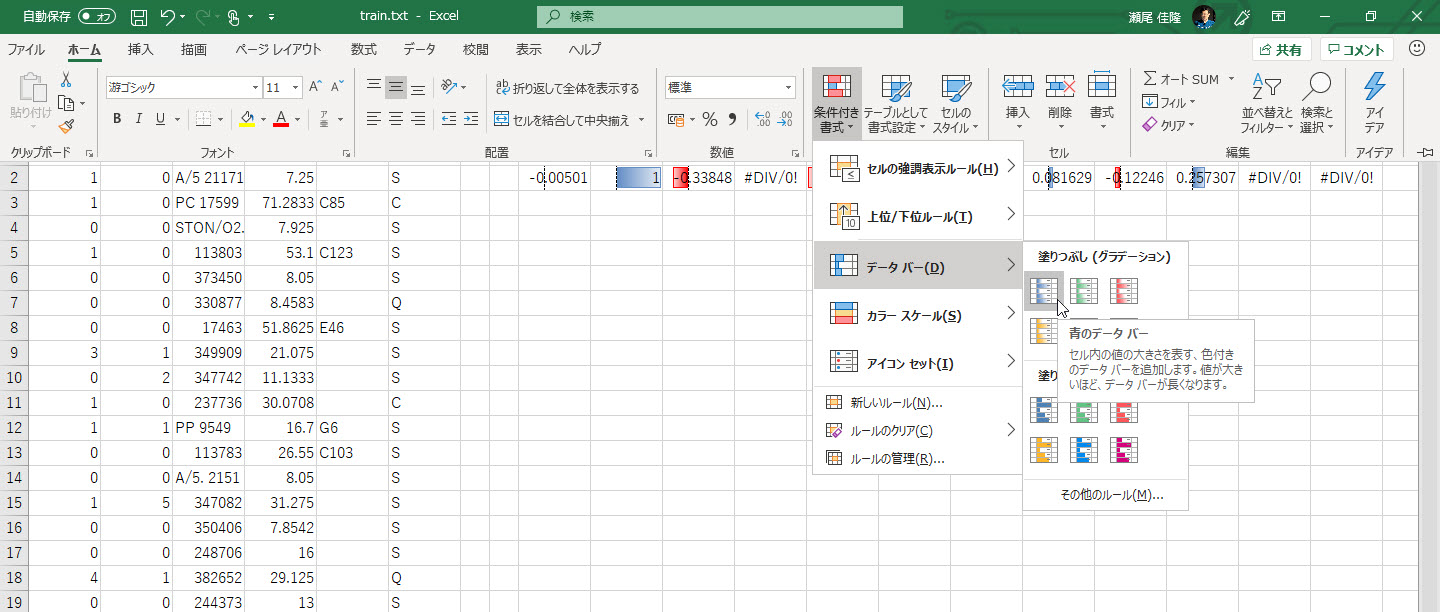 自動保存 オフ train.txt - Excel 検索 瀬尾 佳隆
ファイル ホーム 挿入 描画 ページ レイアウト 数式 データ 校閲 表示 ヘルプ 共有 コメント
貼り付け
クリップボード
游ゴシック 11 A^ A˅
B I U A
フォント
ab 折り返して全体を表示する
セルを結合して中央揃え
配置
標準
% 9
数値
条件付き
書式
テーブルとして
書式設定
セルの
スタイル
挿入 削除 書式
セル
Σ オート SUM
フィル
クリア
並べ替えと
フィルター
検索と
選択
編集
アイ
デア
アイデア
2 1 0 A/5 21171 7.25 S -0.00501 1 -0.33848 #DIV/0! 0.081629 -0.12246 0.257307 #DIV/0! #DIV/0!
3 1 0 PC 17599 71.2833 C85 C
4 0 0 STON/O2. 7.925 S
5 1 0 113803 53.1 C123 S
6 0 0 373450 8.05 S
7 0 0 330877 8.4583 Q
8 0 0 17463 51.8625 E46 S
9 3 1 349909 21.075 S
10 0 2 347742 11.1333 S
11 1 0 237736 30.0708 C
12 1 1 PP 9549 16.7 G6 S
13 0 0 113783 26.55 C103 S
14 0 0 A/5. 2151 8.05 S
15 1 5 347082 31.275 S
16 0 0 350406 7.8542 S
17 0 0 248706 16 S
18 4 1 382652 29.125 Q
19 0 0 244373 13 S
セルの強調表示ルール(H)
上位/下位ルール(T)
データ バー(D)
カラー スケール(S)
アイコン セット(I)
新しいルール(N)...
ルールのクリア(C)
ルールの管理(R)...
塗りつぶし (グラデーション)
青のデータ バー
セル内の値の大きさを表す、色付き
のデータ バーを追加します。値が大き
いほど、データ バーが長くなります。
塗り
その他のルール(M)...